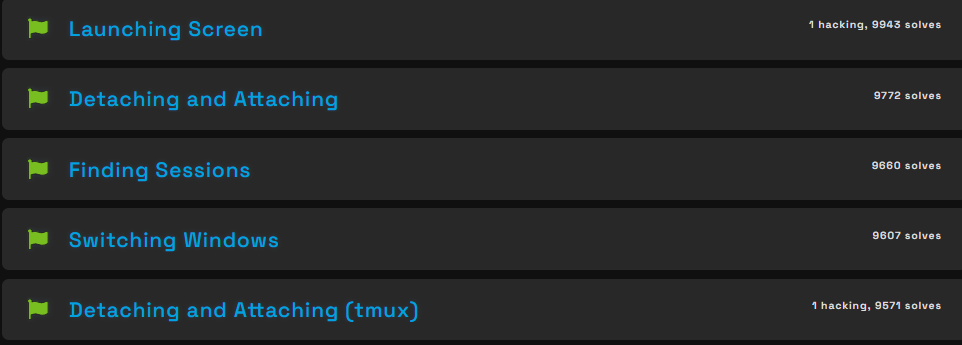 Launching Screen
1 hacking, 9943 solves
Detaching and Attaching
9772 solves
Finding Sessions
9660 solves
Switching Windows
9607 solves
Detaching and Attaching (tmux)
1 hacking, 9571 solves